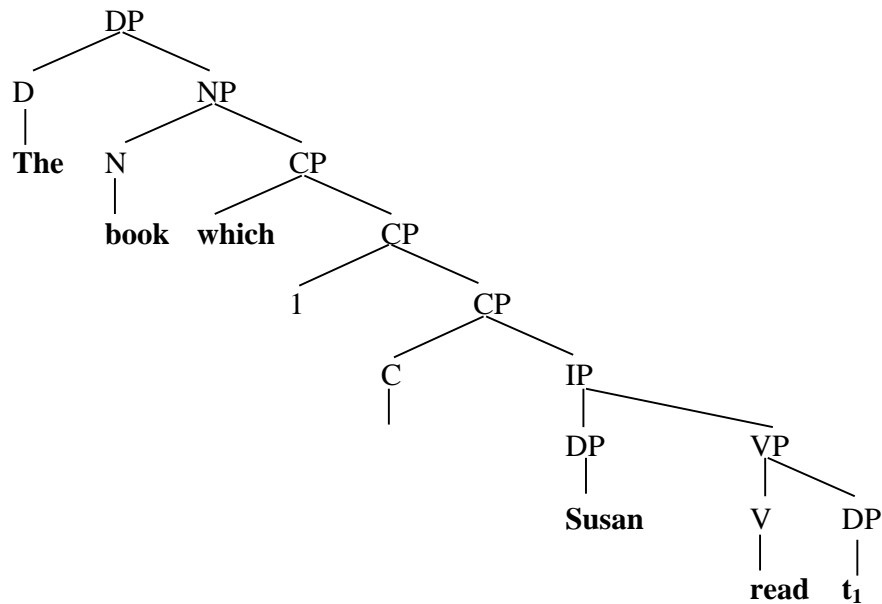 DP
D NP
The N CP
book which CP
1 CP
C IP
DP VP
Susan V DP
read t₁